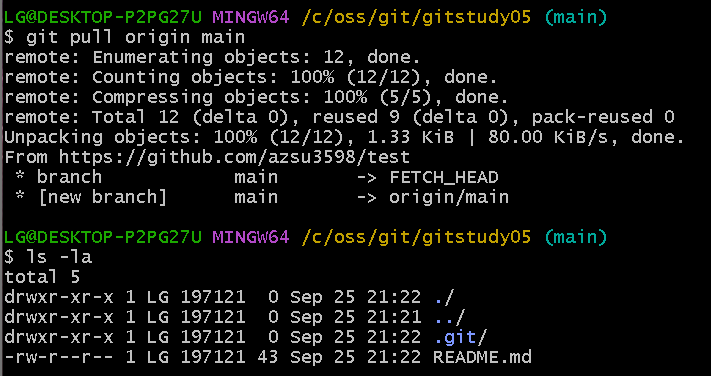 LG@DESKTOP-P2PG27U MINGW64 /c/oss/git/gitstudy05 (main)
$ git pull origin main
remote: Enumerating objects: 12, done.
remote: Counting objects: 100% (12/12), done.
remote: Compressing objects: 100% (5/5), done.
remote: Total 12 (delta 0), reused 9 (delta 0), pack-reused 0
Unpacking objects: 100% (12/12), 1.33 KiB | 80.00 KiB/s, done.
From https://github.com/azsu3598/test
 * branch            main       -> FETCH_HEAD
 * [new branch]      main       -> origin/main
LG@DESKTOP-P2PG27U MINGW64 /c/oss/git/gitstudy05 (main)
$ ls -la
total 5
drwxr-xr-x 1 LG 197121  0 Sep 25 21:22 ./
drwxr-xr-x 1 LG 197121  0 Sep 25 21:21 ../
drwxr-xr-x 1 LG 197121  0 Sep 25 21:22 .git/
-rw-r--r-- 1 LG 197121 43 Sep 25 21:22 README.md